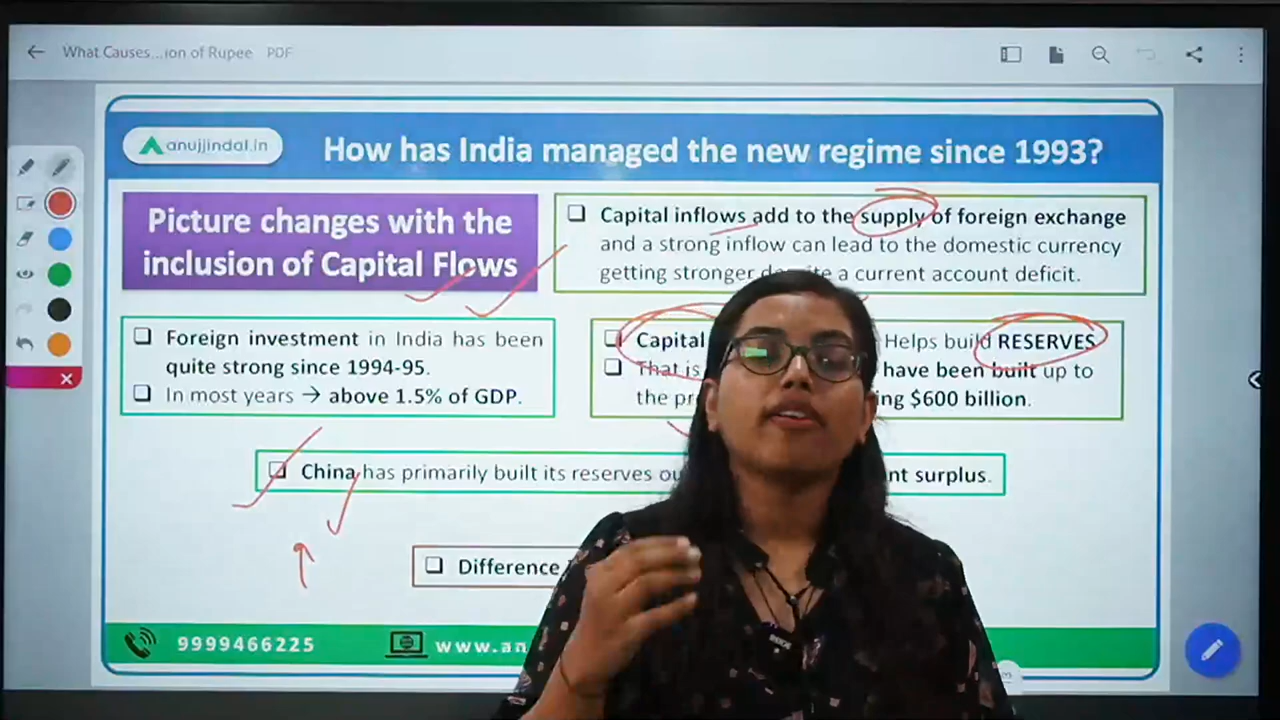 What Causes...ion of Rupee PDF
anujjindal.in
How has India managed the new regime since 1993?
Picture changes with the
inclusion of Capital Flows
Capital inflows add to the supply of foreign exchange
and a strong inflow can lead to the domestic currency
getting stronger despite a current account deficit.
Foreign investment in India has been
quite strong since 1994-95.
In most years → above 1.5% of GDP.
Capital Helps build RESERVES
That is have been built up to
the $600 billion.
China has primarily built its reserves surplus.
Difference
9999466225
www.an